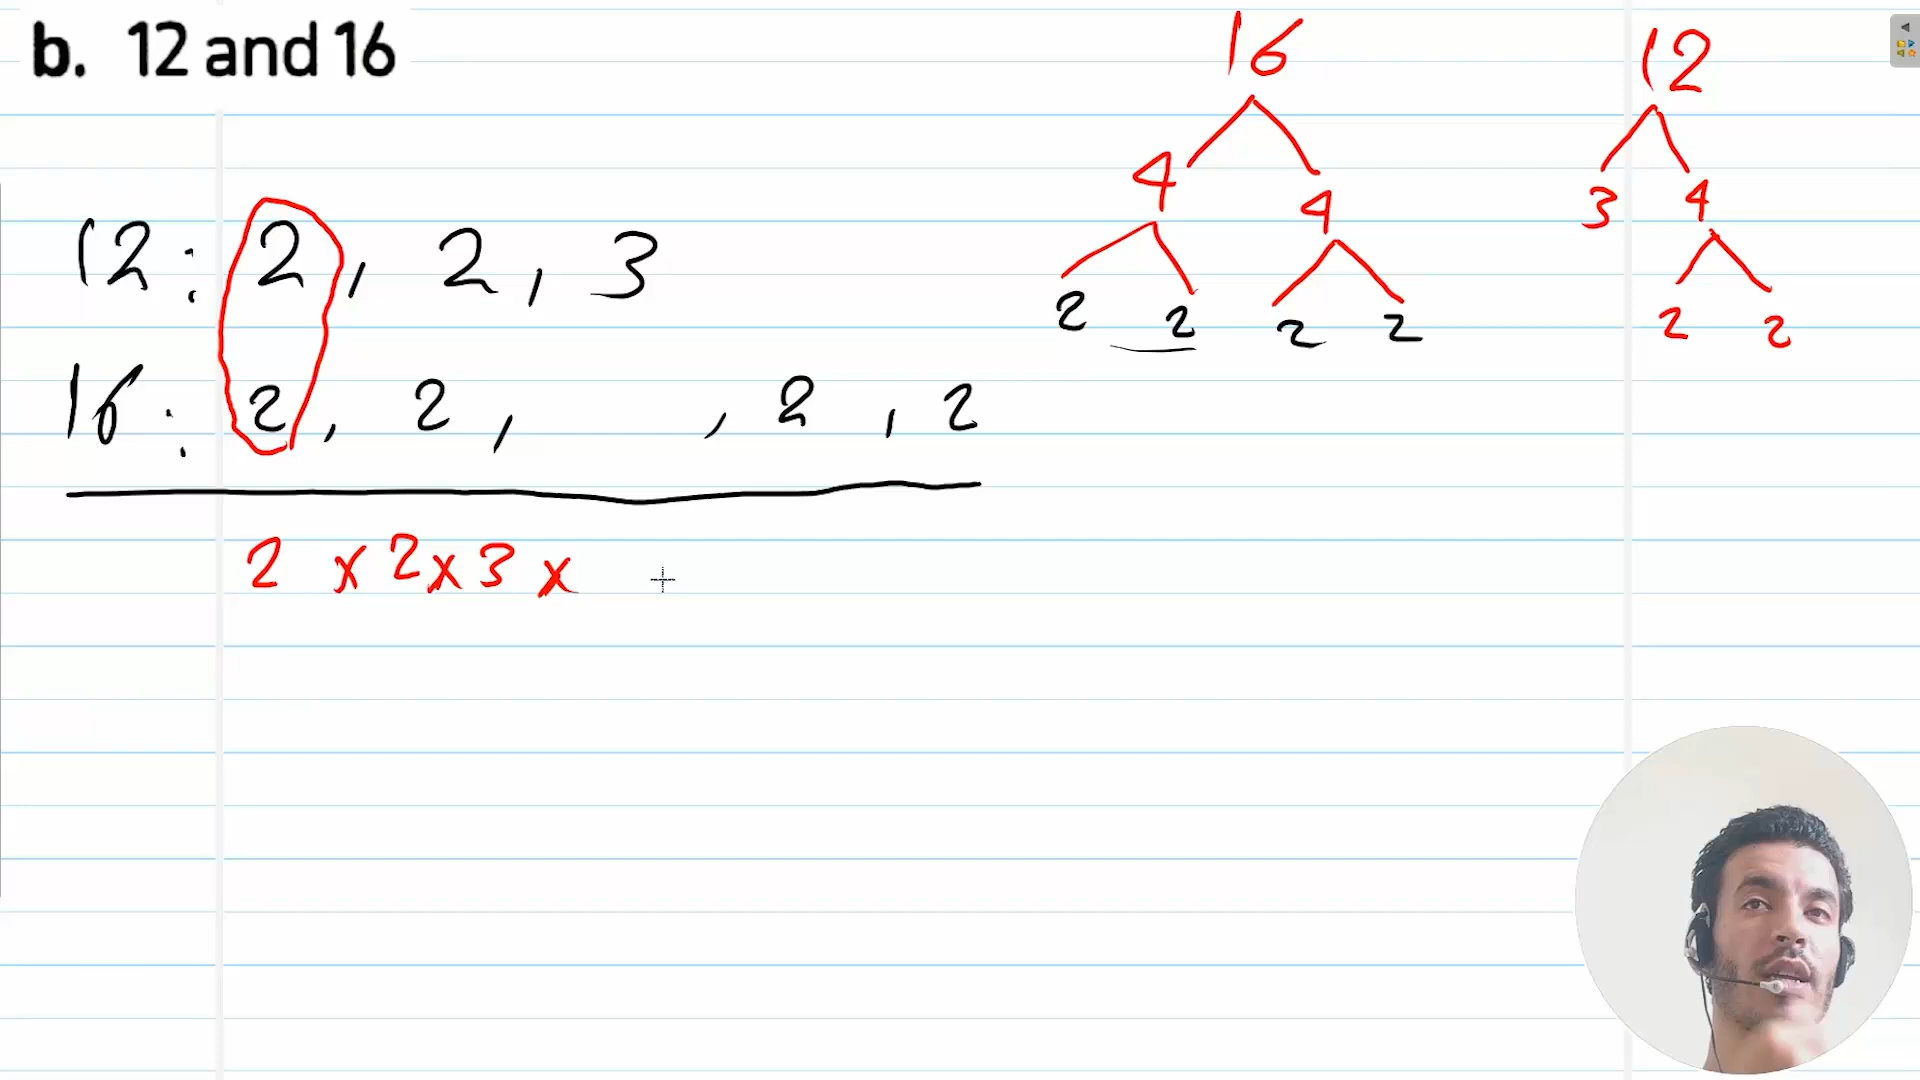 b. 12 and 16
16
12
4 4
3 4
2 2 2 2
2 2
12: 2, 2, 3
16: 2, 2, , 2, 2
2 x 2 x 3 x